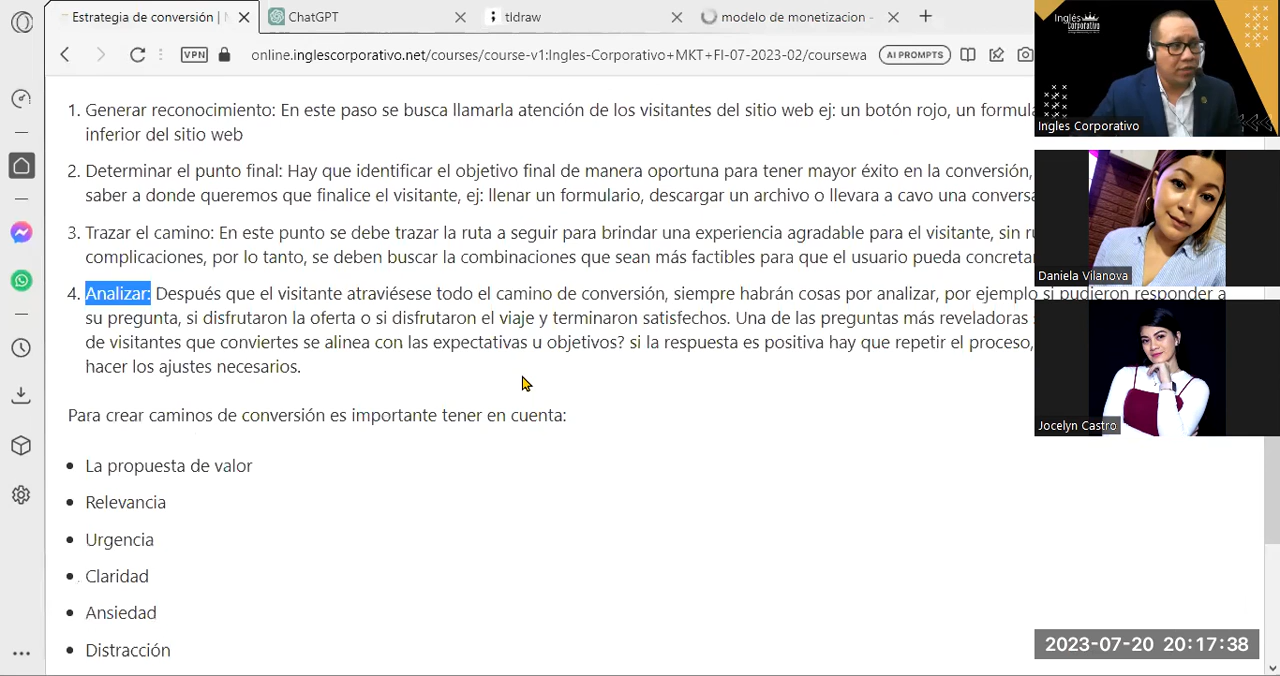 Estrategia de conversión |
ChatGPT
tldraw
modelo de monetizacion -
VPN
online.inglescorporativo.net/courses/course-v1:Ingles-Corporativo+MKT+FI-07-2023-02/coursewa
AI PROMPTS
1. Generar reconocimiento: En este paso se busca llamarla atención de los visitantes del sitio web ej: un botón rojo, un formula
inferior del sitio web
2. Determinar el punto final: Hay que identificar el objetivo final de manera oportuna para tener mayor éxito en la conversión,
saber a donde queremos que finalice el visitante, ej: llenar un formulario, descargar un archivo o llevara a cavo una conversa
3. Trazar el camino: En este punto se debe trazar la ruta a seguir para brindar una experiencia agradable para el visitante, sin
complicaciones, por lo tanto, se deben buscar la combinaciones que sean más factibles para que el usuario pueda concretar
4. Analizar: Después que el visitante atraviésese todo el camino de conversión, siempre habrán cosas por analizar, por ejemplo si pudieron responder a
su pregunta, si disfrutaron la oferta o si disfrutaron el viaje y terminaron satisfechos. Una de las preguntas más reveladoras
de visitantes que conviertes se alinea con las expectativas u objetivos? si la respuesta es positiva hay que repetir el proceso,
hacer los ajustes necesarios.
Para crear caminos de conversión es importante tener en cuenta:
La propuesta de valor
Relevancia
Urgencia
Claridad
Ansiedad
Distracción
Inglés
Corporativo
Ingles Corporativo
Daniela Vilanova
Jocelyn Castro
2023-07-20 20:17:38